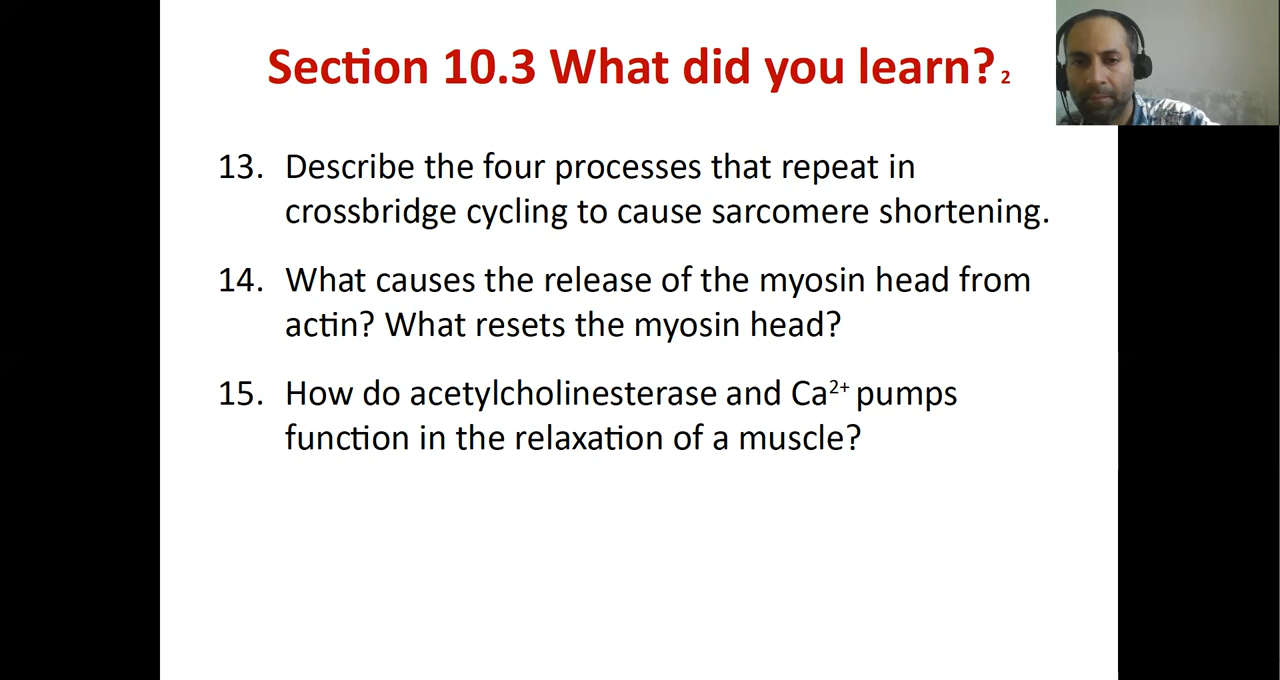 Section 10.3 What did you learn? 2
13. Describe the four processes that repeat in
crossbridge cycling to cause sarcomere shortening.
14. What causes the release of the myosin head from
actin? What resets the myosin head?
15. How do acetylcholinesterase and Ca²⁺ pumps
function in the relaxation of a muscle?